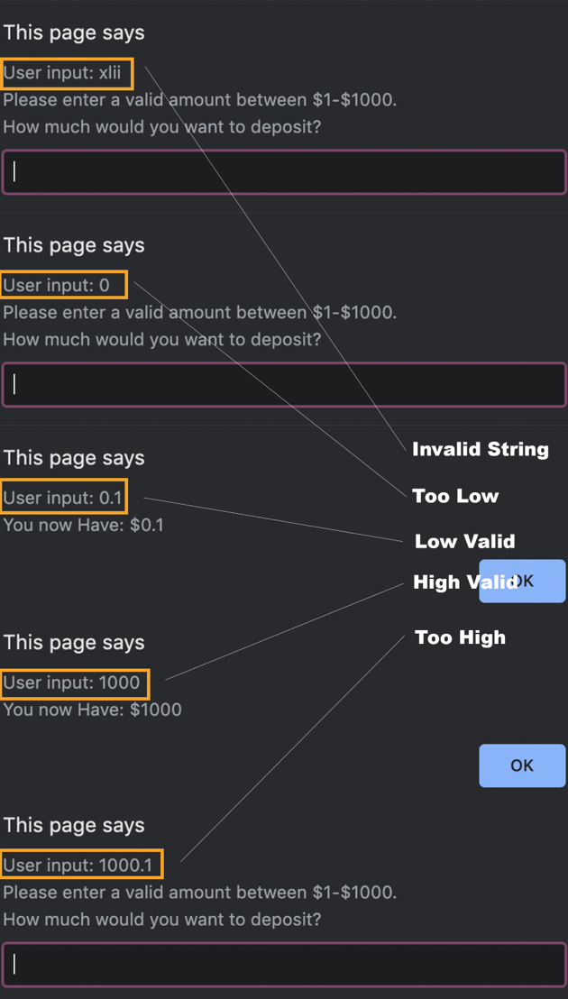 This page says
User input: xlii
Please enter a valid amount between $1-$1000.
How much would you want to deposit?
This page says
User input: 0
Please enter a valid amount between $1-$1000.
How much would you want to deposit?
Invalid String
This page says
Too Low
User input: 0.1
You now Have: $0.1
Low Valid
High Valid
OK
This page says
Too High
User input: 1000
You now Have: $1000
OK
This page says
User input: 1000.1
Please enter a valid amount between $1-$1000.
How much would you want to deposit?